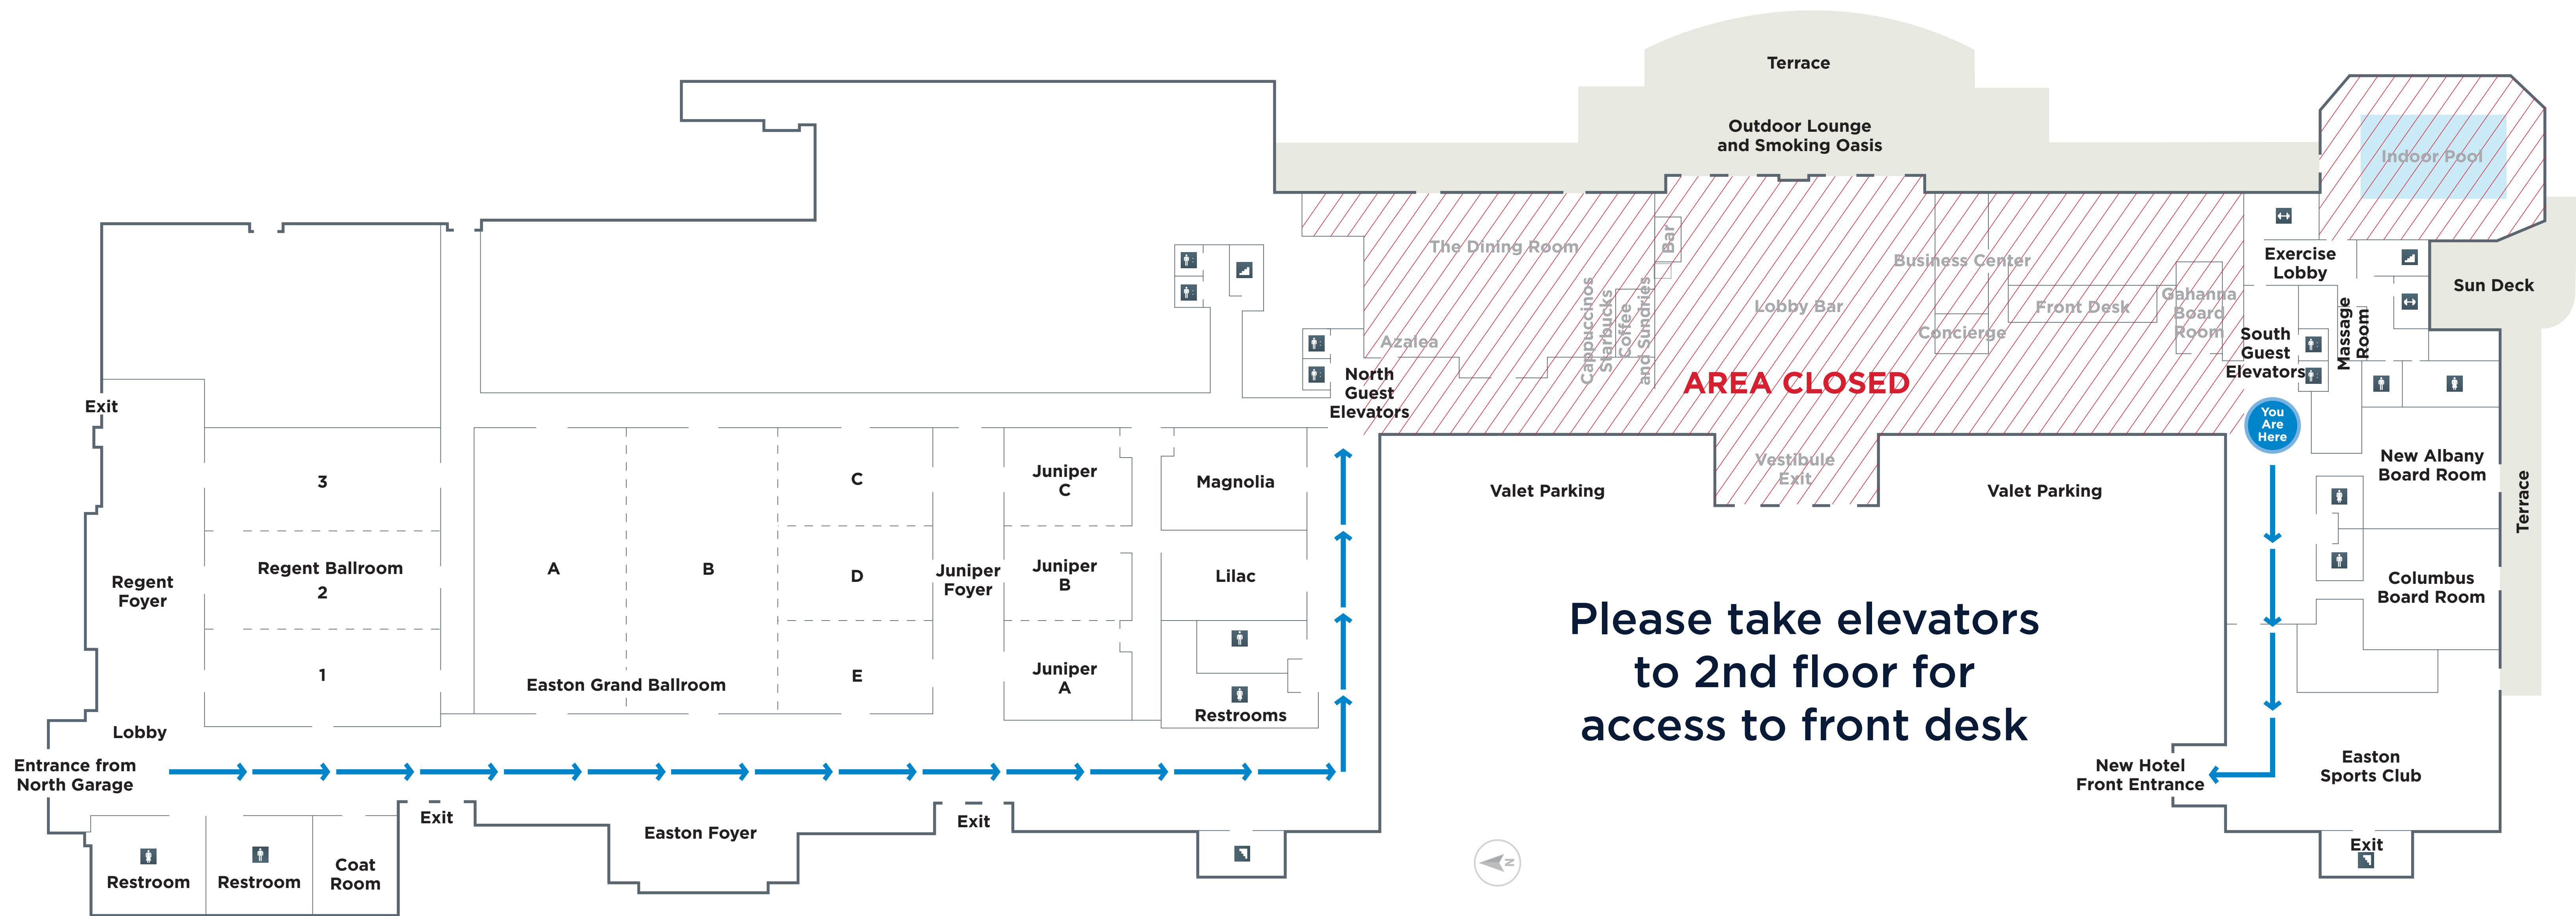 Terrace
Outdoor Lounge
and Smoking Oasis
Indoor Pool
The Dining Room
Bar
Business Center
Exercise
Lobby
Sun Deck
Azalea
Cappuccinos
Starbucks
Coffee
and Sundries
Lobby Bar
Concierge
Front Desk
Gahanna
Board
Room
South
Guest
Elevators
Massage
Room
North
Guest
Elevators
AREA CLOSED
You
Are
Here
Exit
3
Regent Ballroom
2
1
Regent
Foyer
Lobby
Entrance from
North Garage
A
B
C
D
E
Easton Grand Ballroom
Juniper
Foyer
Juniper
C
Juniper
B
Juniper
A
Magnolia
Lilac
Restrooms
Valet Parking
Vestibule
Exit
Valet Parking
New Albany
Board Room
Columbus
Board Room
Terrace
Please take elevators
to 2nd floor for
access to front desk
New Hotel
Front Entrance
Easton
Sports Club
Exit
Restroom
Restroom
Coat
Room
Exit
Easton Foyer
Exit
N